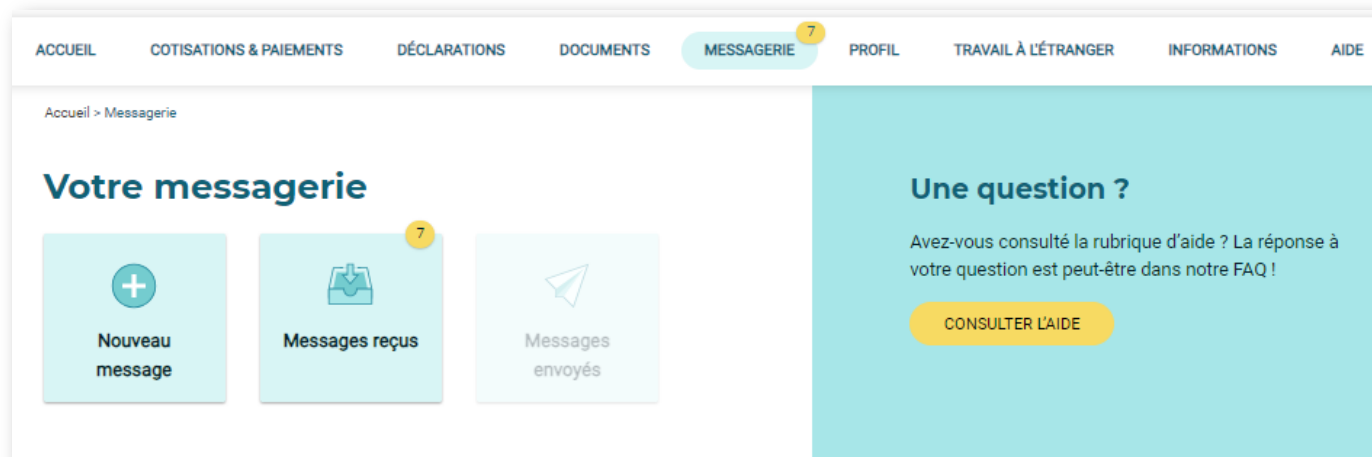 7
ACCUEIL COTISATIONS & PAIEMENTS DÉCLARATIONS DOCUMENTS MESSAGERIE PROFIL TRAVAIL À L'ÉTRANGER INFORMATIONS AIDE
Accueil > Messagerie
Votre messagerie
7
Nouveau
message
Messages reçus
Messages
envoyés
Une question ?
Avez-vous consulté la rubrique d'aide ? La réponse à
votre question est peut-être dans notre FAQ !
CONSULTER L'AIDE